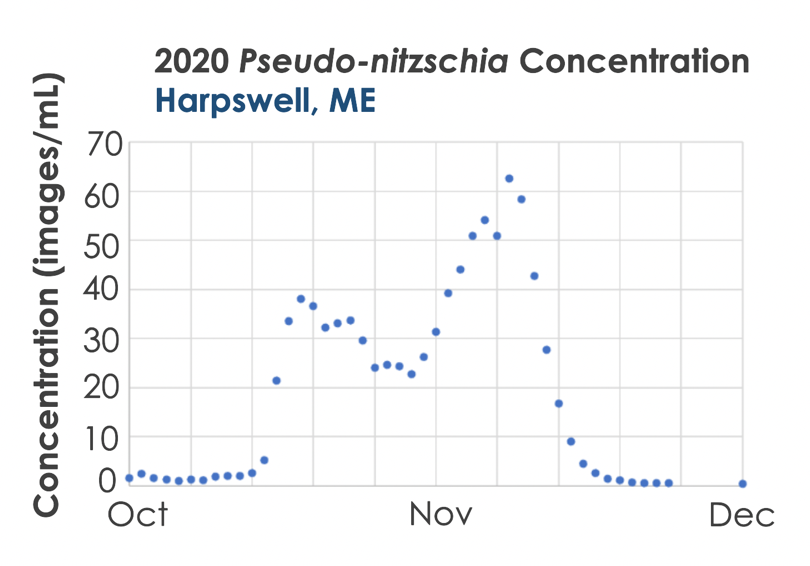 2020 Pseudo-nitzschia Concentration
Harpswell, ME
Concentration (images/mL)
70
60
50
40
30
20
10
0
Oct Nov Dec